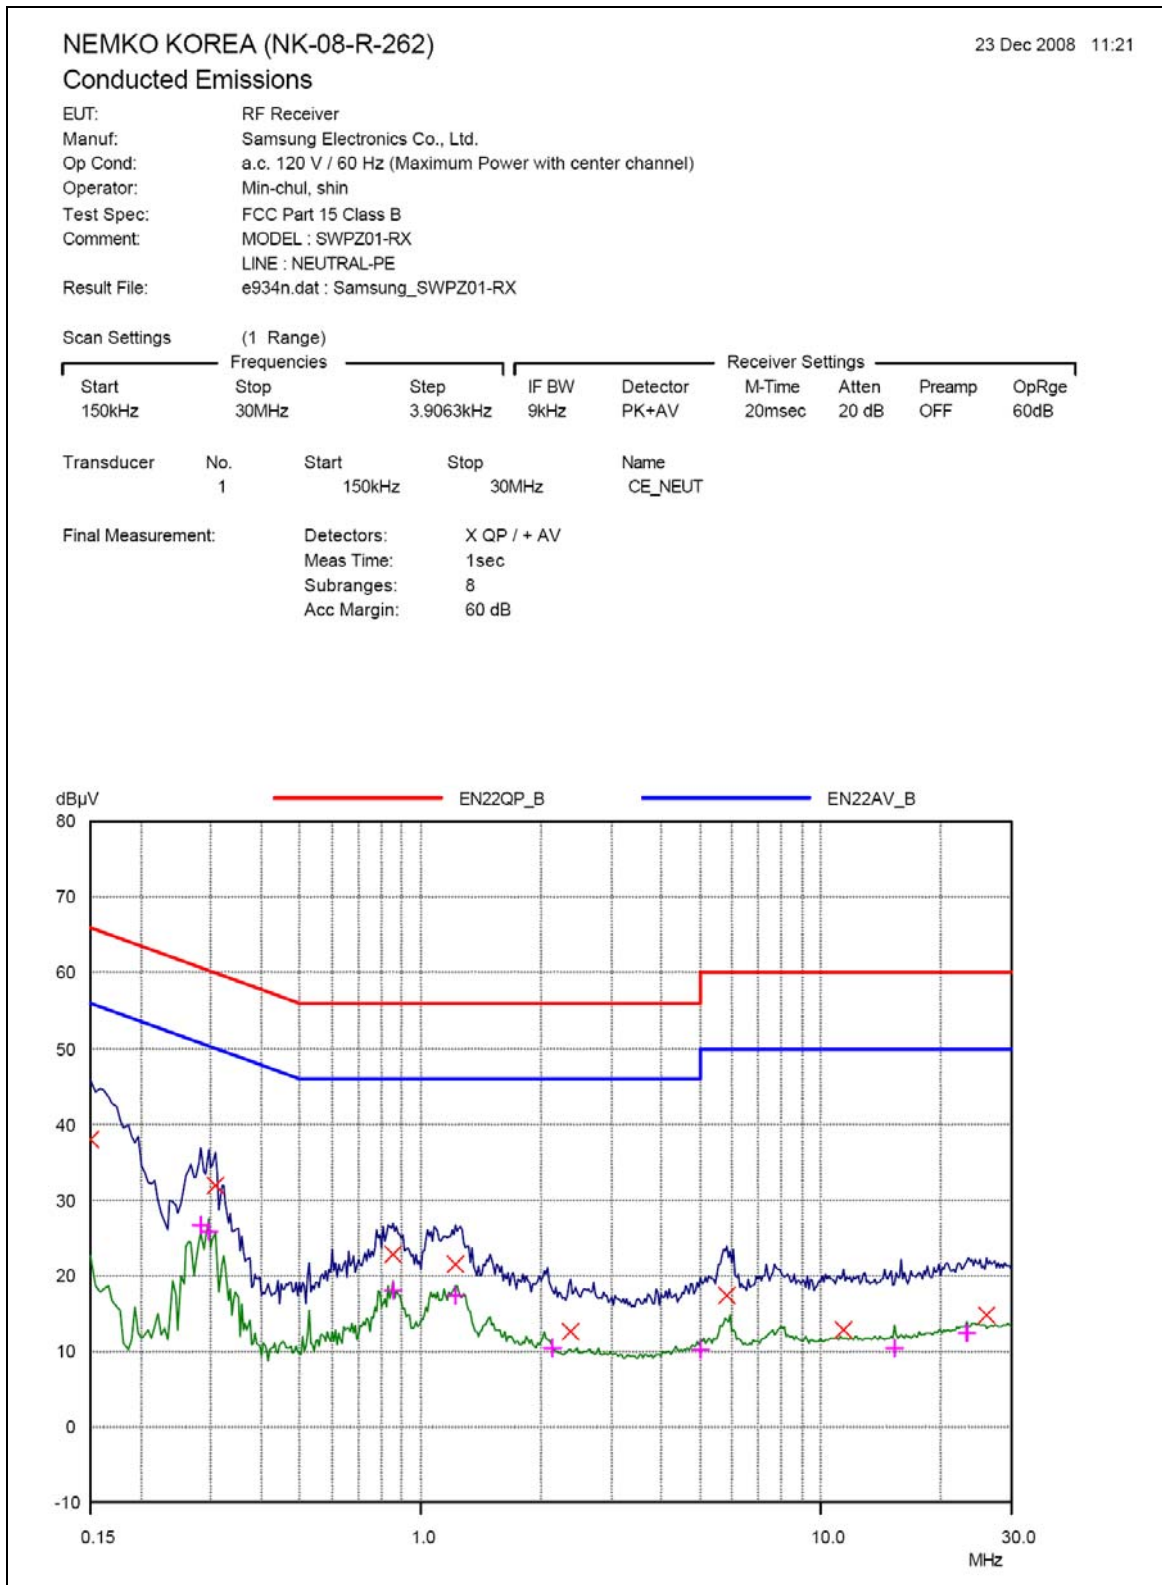 NEMKO KOREA (NK-08-R-262) 23 Dec 2008 11:21
Conducted Emissions
EUT: RF Receiver
Manuf: Samsung Electronics Co., Ltd.
Op Cond: a.c. 120 V / 60 Hz (Maximum Power with center channel)
Operator: Min-chul, shin
Test Spec: FCC Part 15 Class B
Comment: MODEL : SWPZ01-RX
LINE : NEUTRAL-PE
Result File: e934n.dat : Samsung_SWPZ01-RX
Scan Settings (1 Range)
Frequencies Receiver Settings
Start Stop Step IF BW Detector M-Time Atten Preamp OpRge
150kHz 30MHz 3.9063kHz 9kHz PK+AV 20msec 20 dB OFF 60dB
Transducer No. Start Stop Name
1 150kHz 30MHz CE_NEUT
Final Measurement: Detectors: X QP / + AV
Meas Time: 1sec
Subranges: 8
Acc Margin: 60 dB
dBµV EN22QP_B EN22AV_B
80
70
60
50
40
30
20
10
0
-10
0.15 1.0 10.0 30.0
MHz